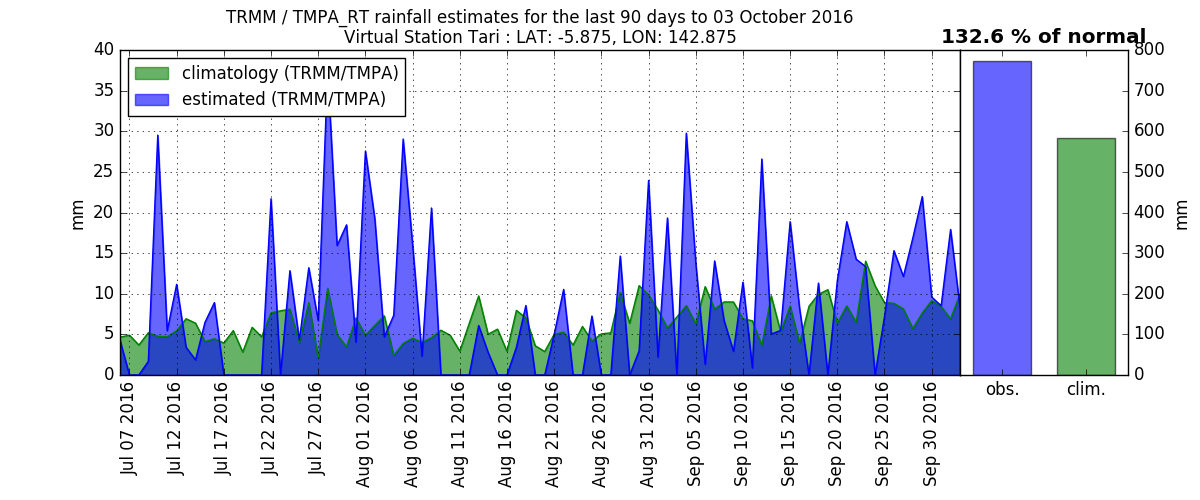 TRMM / TMPA_RT rainfall estimates for the last 90 days to 03 October 2016
Virtual Station Tari : LAT: -5.875, LON: 142.875
132.6 % of normal
climatology (TRMM/TMPA)
estimated (TRMM/TMPA)
mm
40
35
30
25
20
15
10
5
0
Jul 07 2016
Jul 12 2016
Jul 17 2016
Jul 22 2016
Jul 27 2016
Aug 01 2016
Aug 06 2016
Aug 11 2016
Aug 16 2016
Aug 21 2016
Aug 26 2016
Aug 31 2016
Sep 05 2016
Sep 10 2016
Sep 15 2016
Sep 20 2016
Sep 25 2016
Sep 30 2016
obs.
clim.
800
700
600
500
400
300
200
100
0
mm